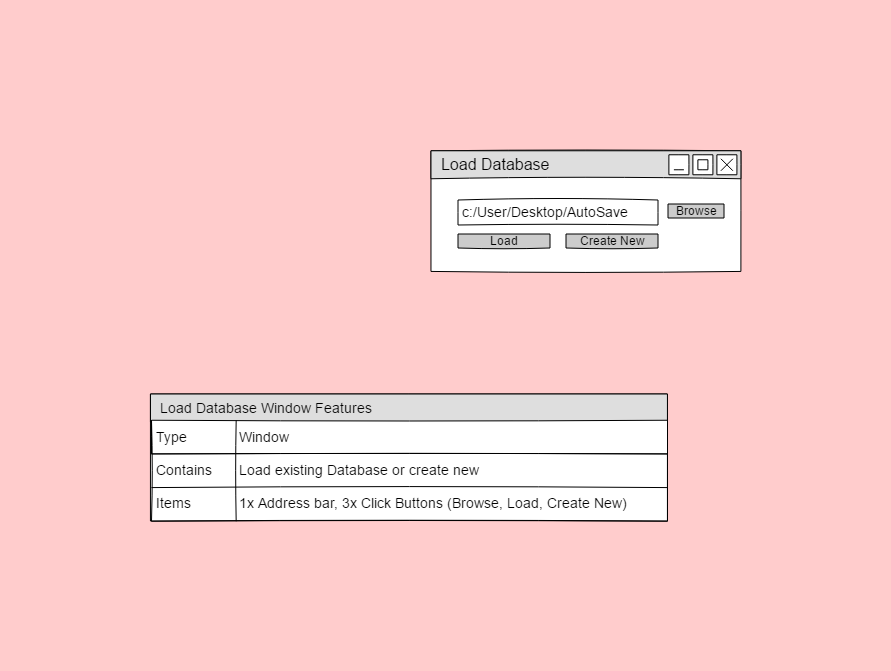 Load Database
c:/User/Desktop/AutoSave
Browse
Load
Create New
Load Database Window Features
Type
Window
Contains
Load existing Database or create new
Items
1x Address bar, 3x Click Buttons (Browse, Load, Create New)